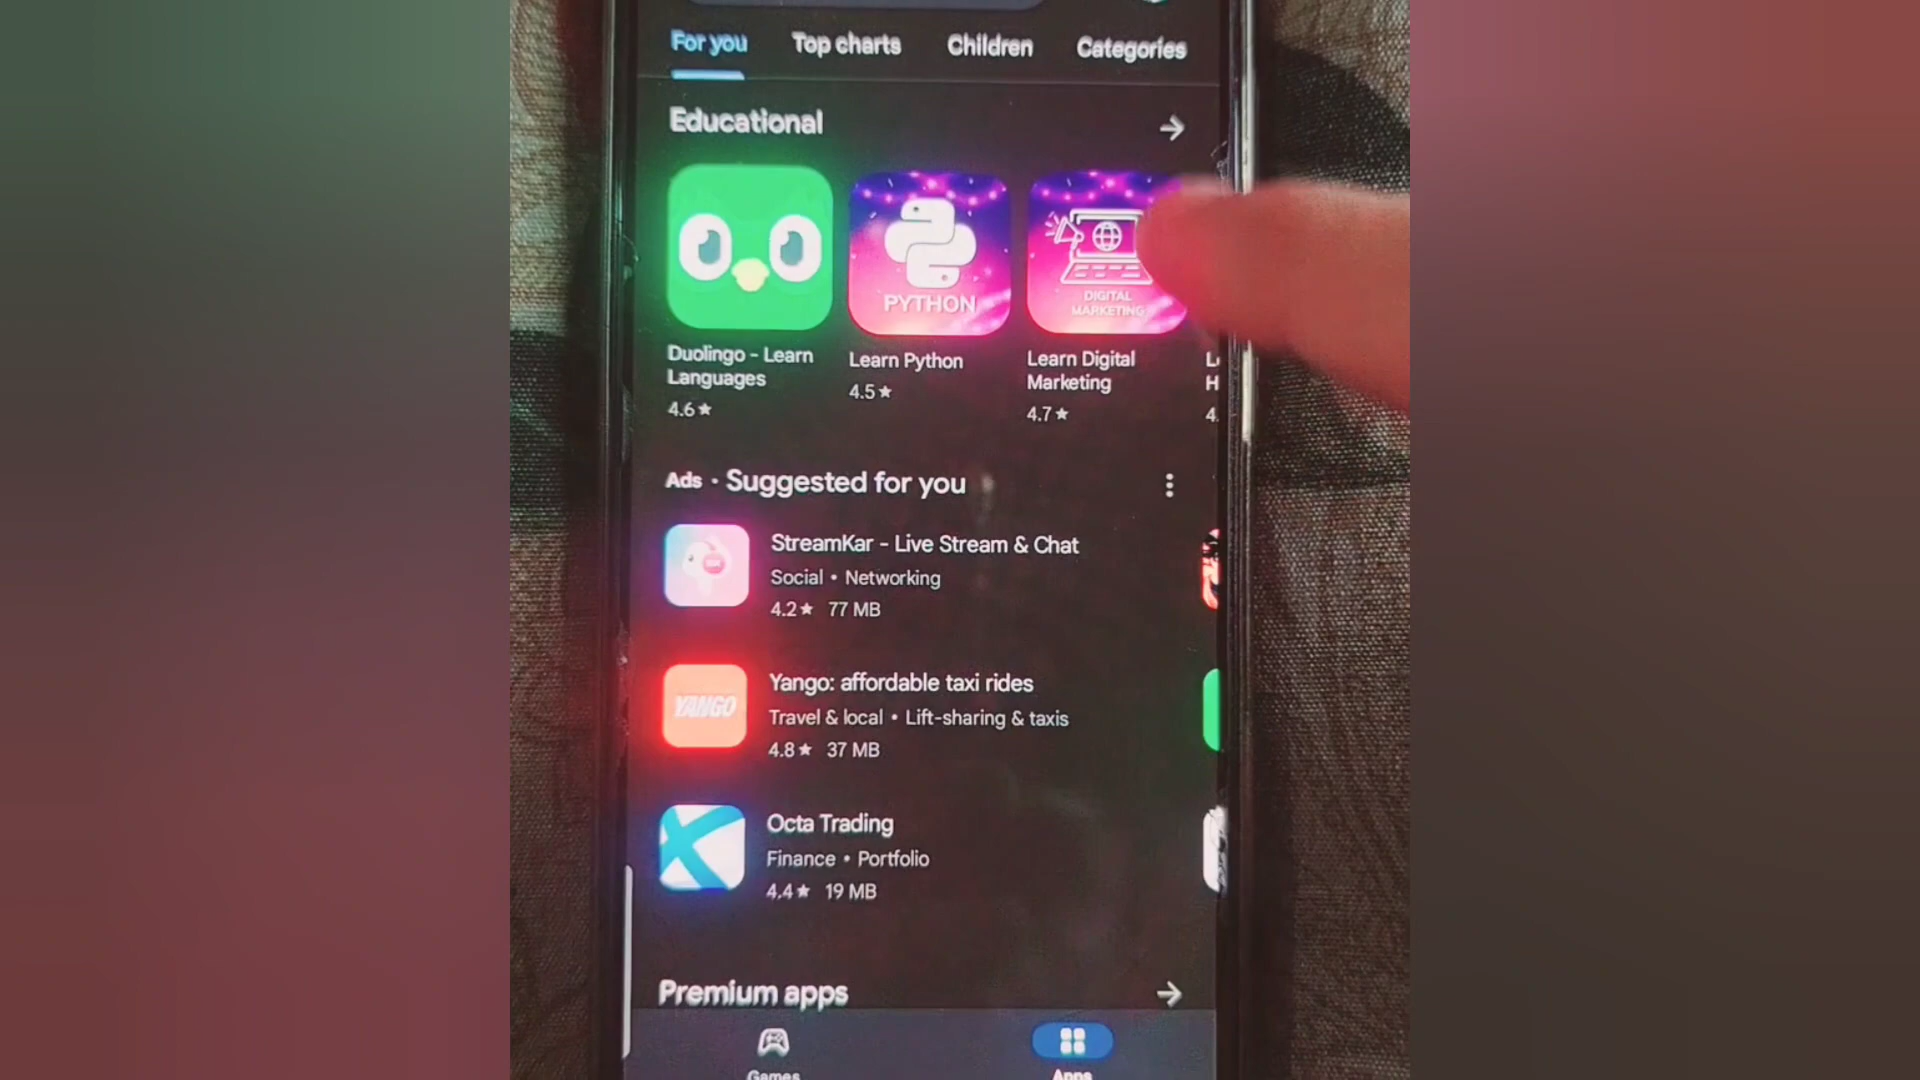 For you Top charts Children Categories
Educational
PYTHON
DIGITAL
MARKETING
Duolingo - Learn
Languages
4.6★
Learn Python
4.5★
Learn Digital
Marketing
4.7★
H
4.
Ads • Suggested for you
StreamKar - Live Stream & Chat
Social • Networking
4.2★ 77 MB
YANGO
Yango: affordable taxi rides
Travel & local • Lift-sharing & taxis
4.8★ 37 MB
Octa Trading
Finance • Portfolio
4.4★ 19 MB
Premium apps
Games Apps